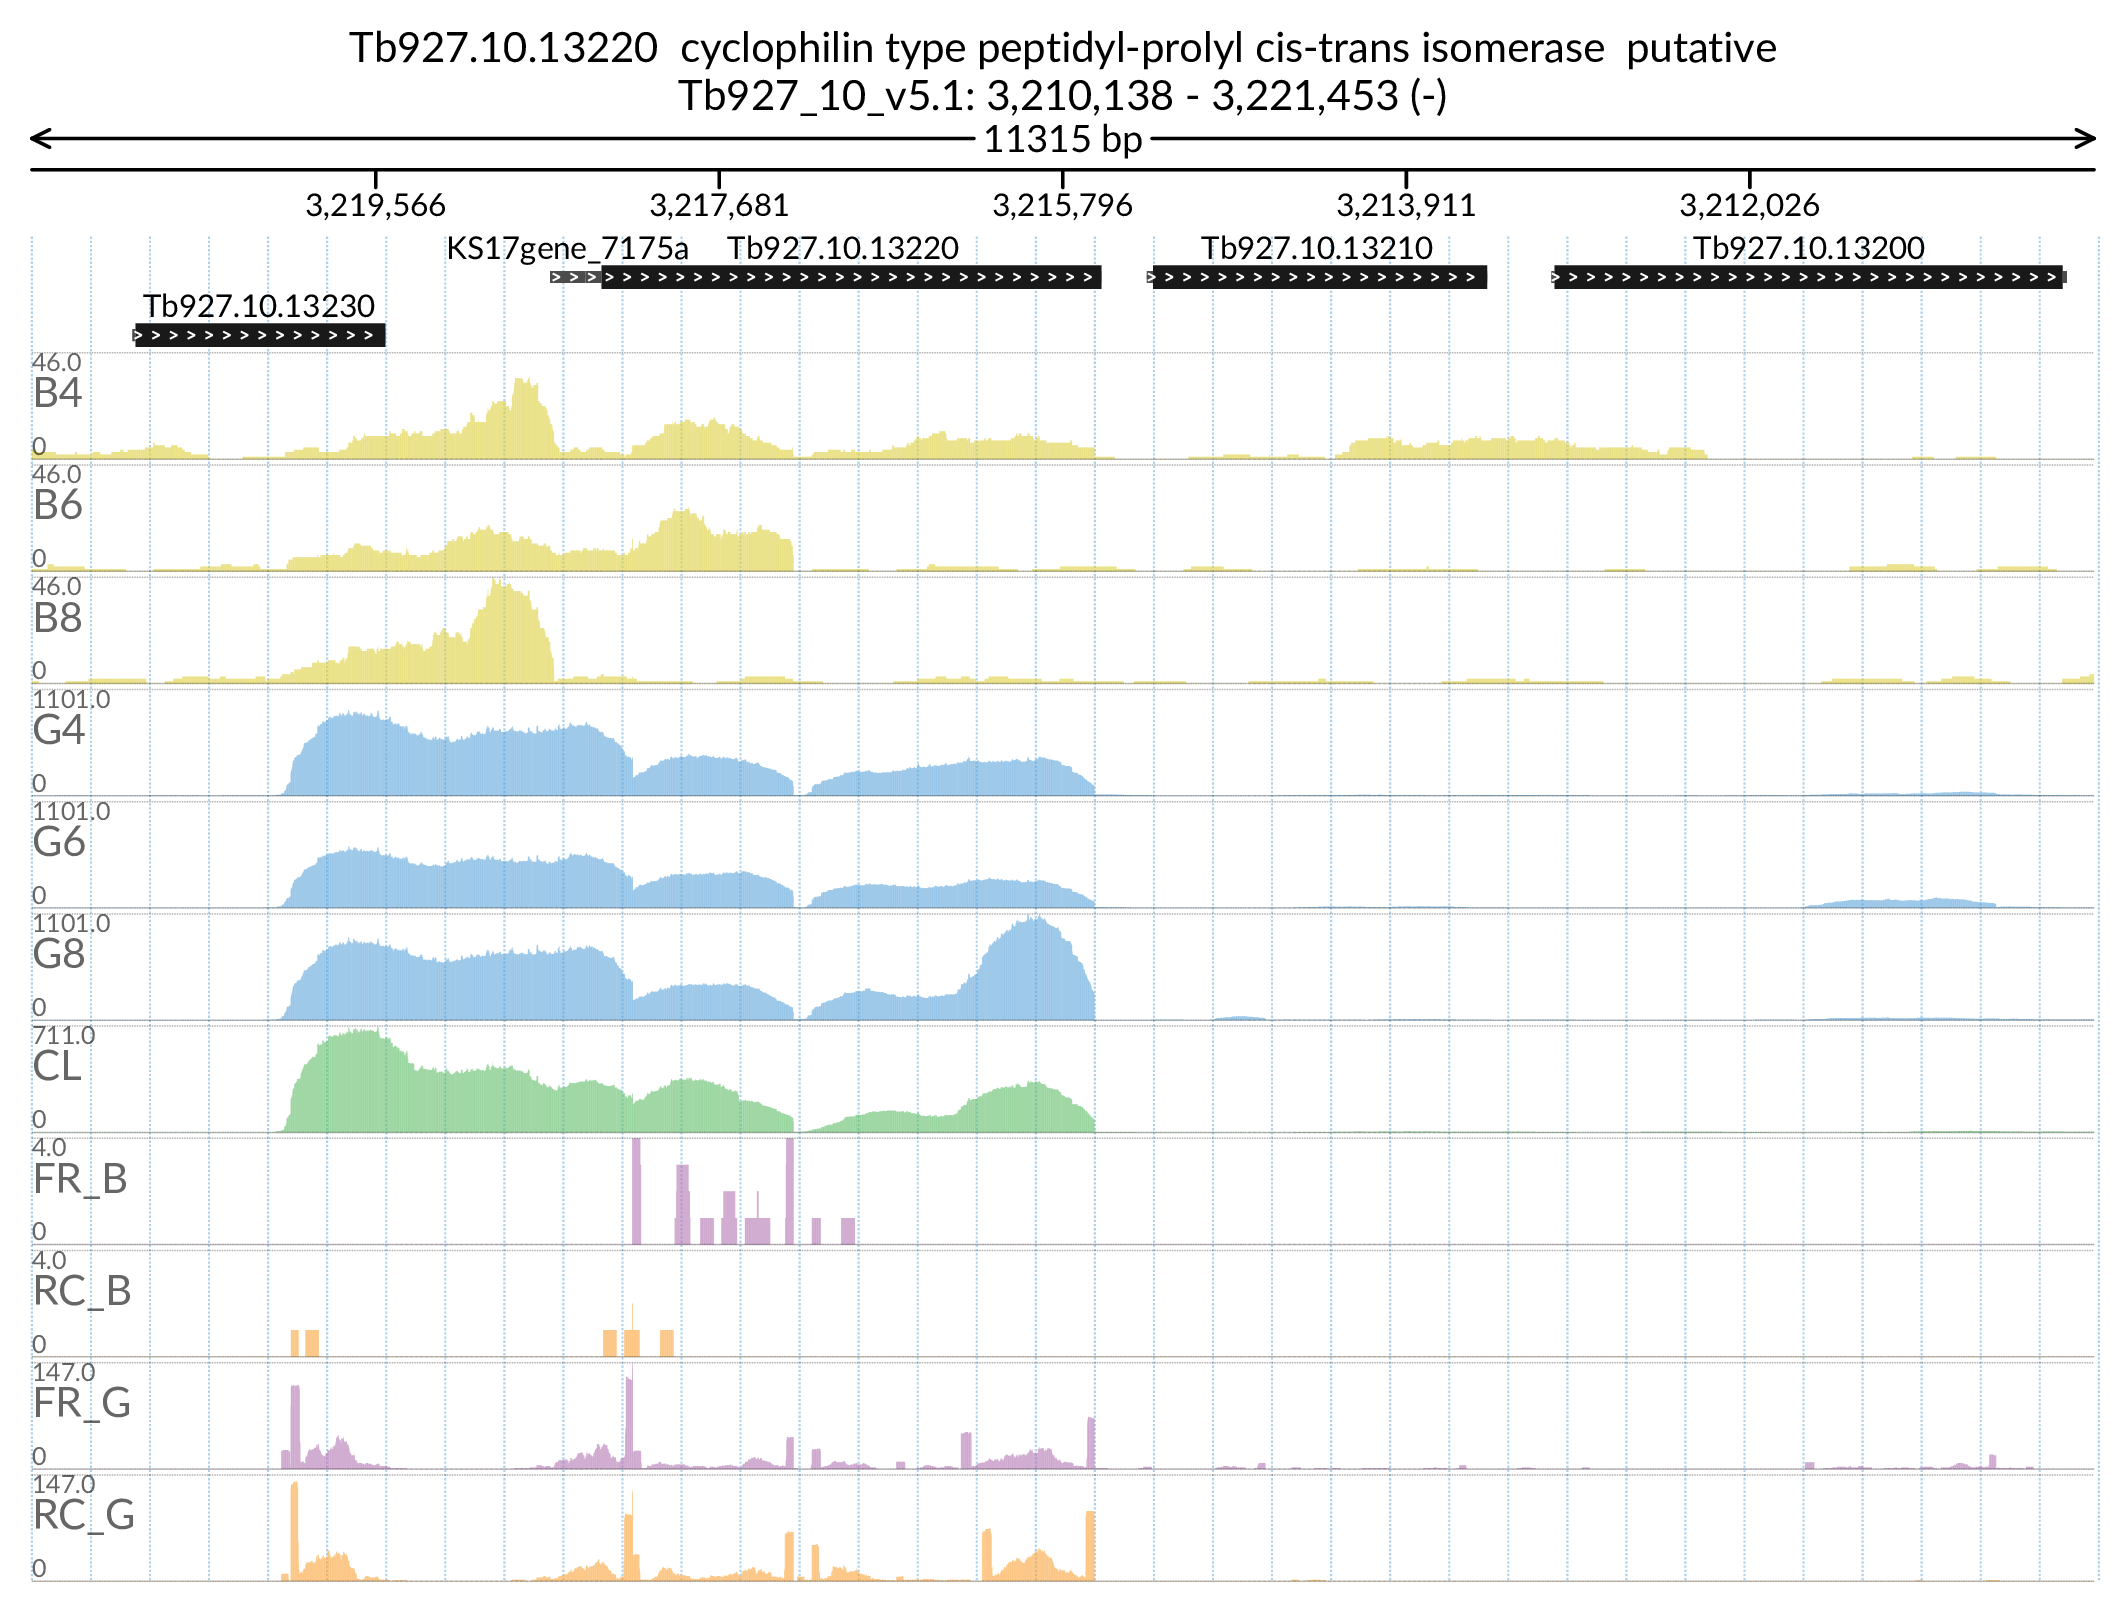 Tb927.10.13220  cyclophilin type peptidyl-prolyl cis-trans isomerase  putative
Tb927_10_v5.1: 3,210,138 - 3,221,453 (-)
11315 bp
3,219,566 3,217,681 3,215,796 3,213,911 3,212,026
KS17gene_7175a Tb927.10.13220 Tb927.10.13210 Tb927.10.13200
Tb927.10.13230
46.0
B4
0
46.0
B6
0
46.0
B8
0
1101.0
G4
0
1101.0
G6
0
1101.0
G8
0
711.0
CL
0
4.0
FR_B
0
4.0
RC_B
0
147.0
FR_G
0
147.0
RC_G
0